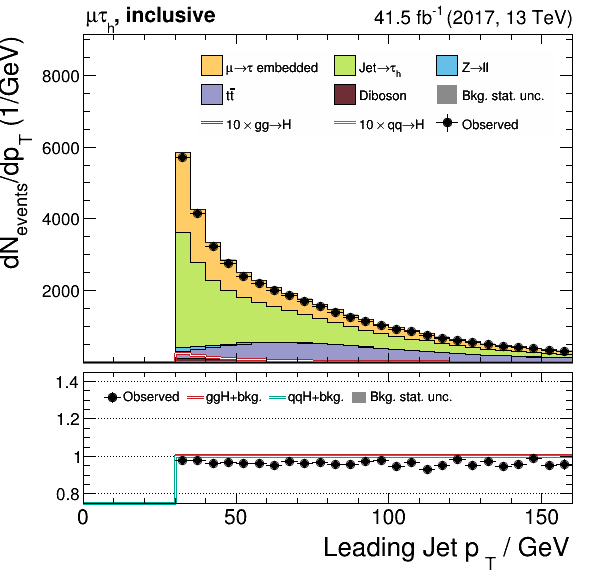 μτh, inclusive
41.5 fb-1 (2017, 13 TeV)
dNevents/dpT (1/GeV)
8000
6000
4000
2000
μ→τ embedded
Jet→τh
Z→ll
tt̅
Diboson
Bkg. stat. unc.
10 × gg→H
10 × qq→H
Observed
1.4
1.2
1
0.8
Observed
ggH+bkg.
qqH+bkg.
Bkg. stat. unc.
0
50
100
150
Leading Jet pT / GeV